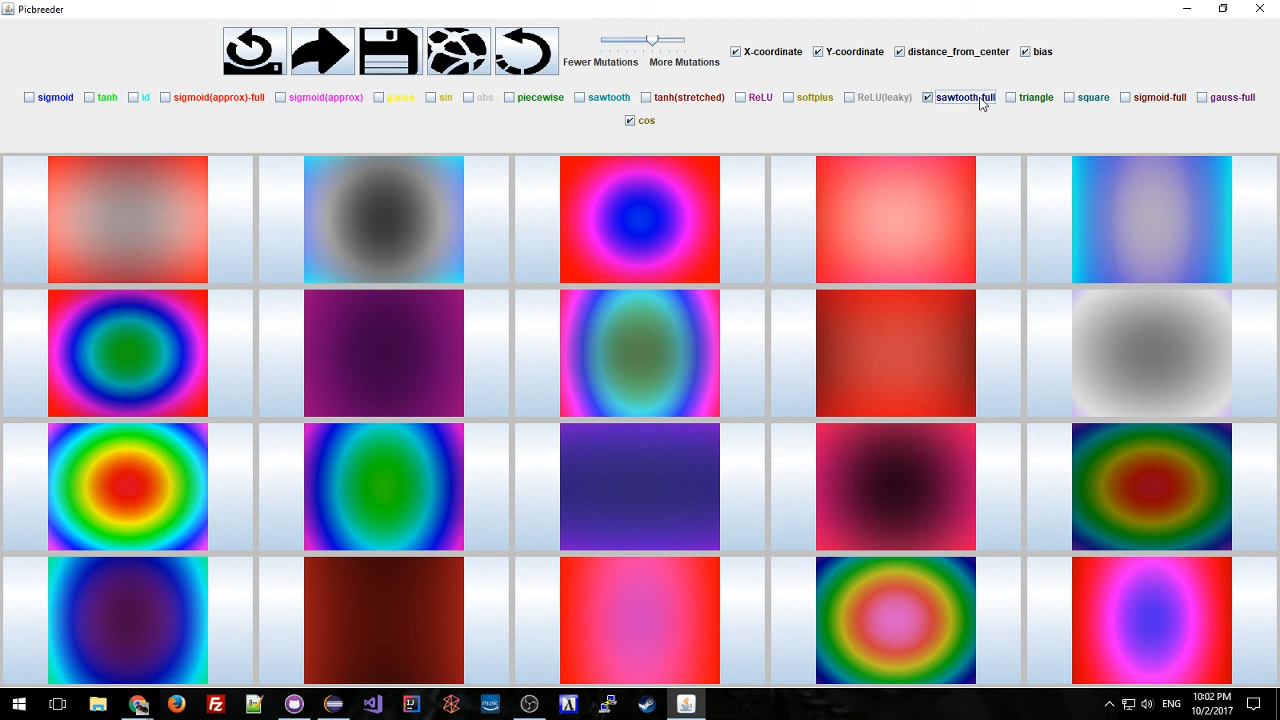 Picbreeder
X-coordinate Y-coordinate distance_from_center bias
Fewer Mutations More Mutations
sigmoid tanh id sigmoid(approx)-full sigmoid(approx) gauss sin abs piecewise sawtooth tanh(stretched) ReLU softplus ReLU(leaky) sawtooth-full triangle square sigmoid-full gauss-full
cos
music
ENG
10:02 PM
10/2/2017